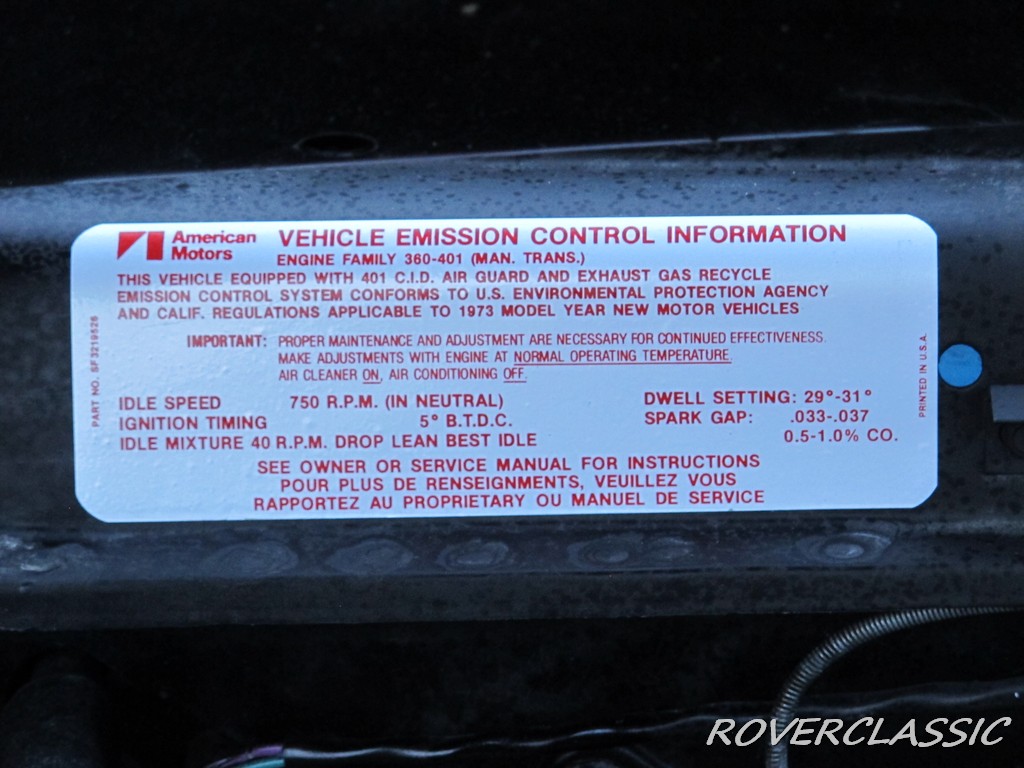 American Motors
VEHICLE EMISSION CONTROL INFORMATION
ENGINE FAMILY 360-401 (MAN. TRANS.)
THIS VEHICLE EQUIPPED WITH 401 C.I.D. AIR GUARD AND EXHAUST GAS RECYCLE
EMISSION CONTROL SYSTEM CONFORMS TO U.S. ENVIRONMENTAL PROTECTION AGENCY
AND CALIF. REGULATIONS APPLICABLE TO 1973 MODEL YEAR NEW MOTOR VEHICLES
IMPORTANT: PROPER MAINTENANCE AND ADJUSTMENT ARE NECESSARY FOR CONTINUED EFFECTIVENESS.
MAKE ADJUSTMENTS WITH ENGINE AT NORMAL OPERATING TEMPERATURE.
AIR CLEANER ON, AIR CONDITIONING OFF.
IDLE SPEED 750 R.P.M. (IN NEUTRAL) DWELL SETTING: 29°-31°
IGNITION TIMING 5° B.T.D.C. SPARK GAP: .033-.037
IDLE MIXTURE 40 R.P.M. DROP LEAN BEST IDLE 0.5-1.0% CO.
SEE OWNER OR SERVICE MANUAL FOR INSTRUCTIONS
POUR PLUS DE RENSEIGNMENTS, VEUILLEZ VOUS
RAPPORTEZ AU PROPRIETARY OU MANUEL DE SERVICE
PART NO. SF3219526
PRINTED IN U.S.A.
ROVERCLASSIC